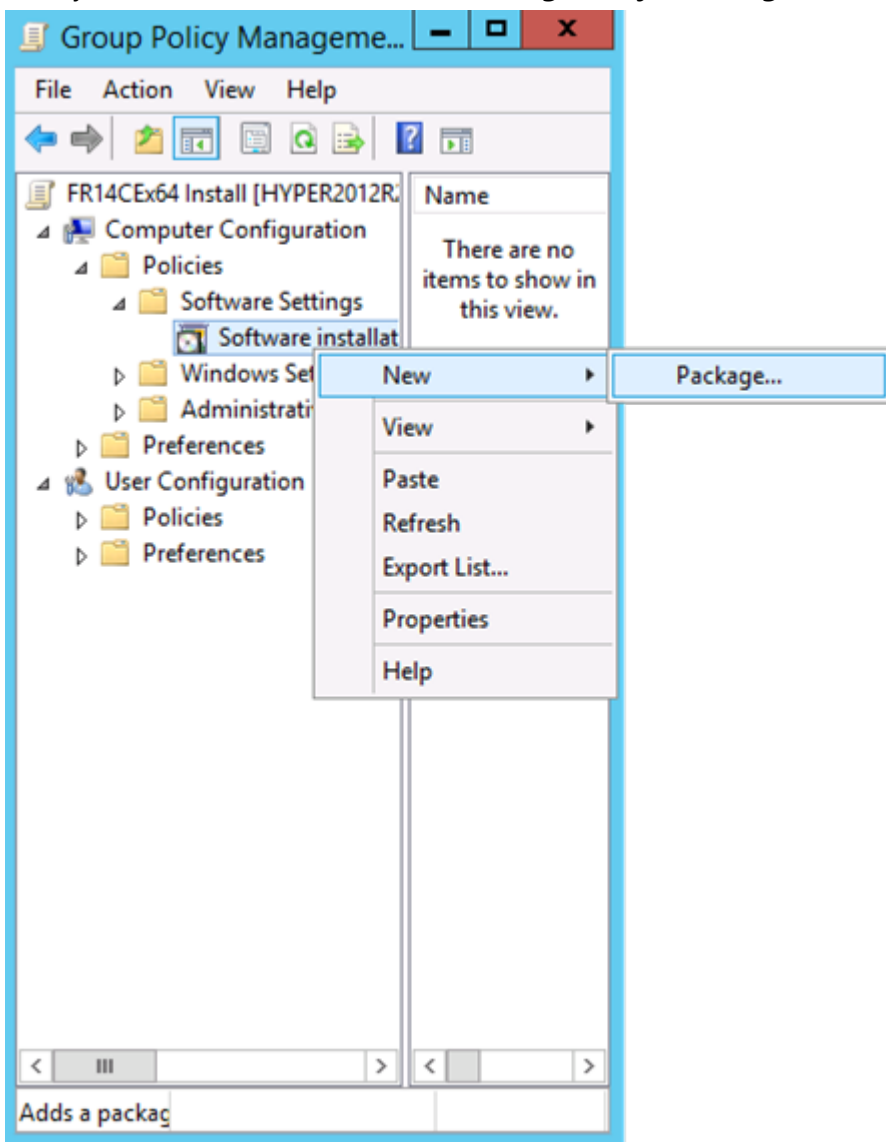 Group Policy Manageme...
File Action View Help
FR14CEx64 Install [HYPER2012R
Name
Computer Configuration
There are no
items to show in
this view.
Policies
Software Settings
Software installat
Windows Set
Administrati
Preferences
User Configuration
Policies
Preferences
New
Package...
View
Paste
Refresh
Export List...
Properties
Help
Adds a packag